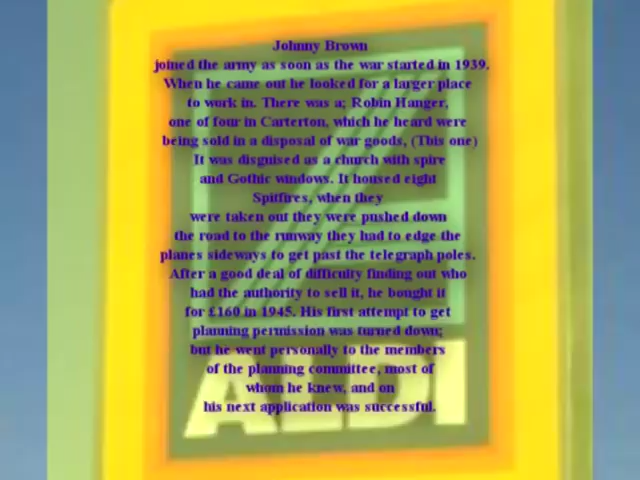 Johnny Brown
joined the army as soon as the war started in 1939.
When he came out he looked for a larger place
to work in. There was a; Robin Hanger,
one of four in Carterton, which he heard were
being sold in a disposal of war goods, (This one)
It was disguised as a church with spire
and Gothic windows. It housed eight
Spitfires, when they
were taken out they were pushed down
the road to the runway they had to edge the
planes sideways to get past the telegraph poles.
After a good deal of difficulty finding out who
had the authority to sell it, he bought it
for £160 in 1945. His first attempt to get
planning permission was turned down;
but he went personally to the members
of the planning committee, most of
whom he knew, and on
his next application was successful.
ALDI